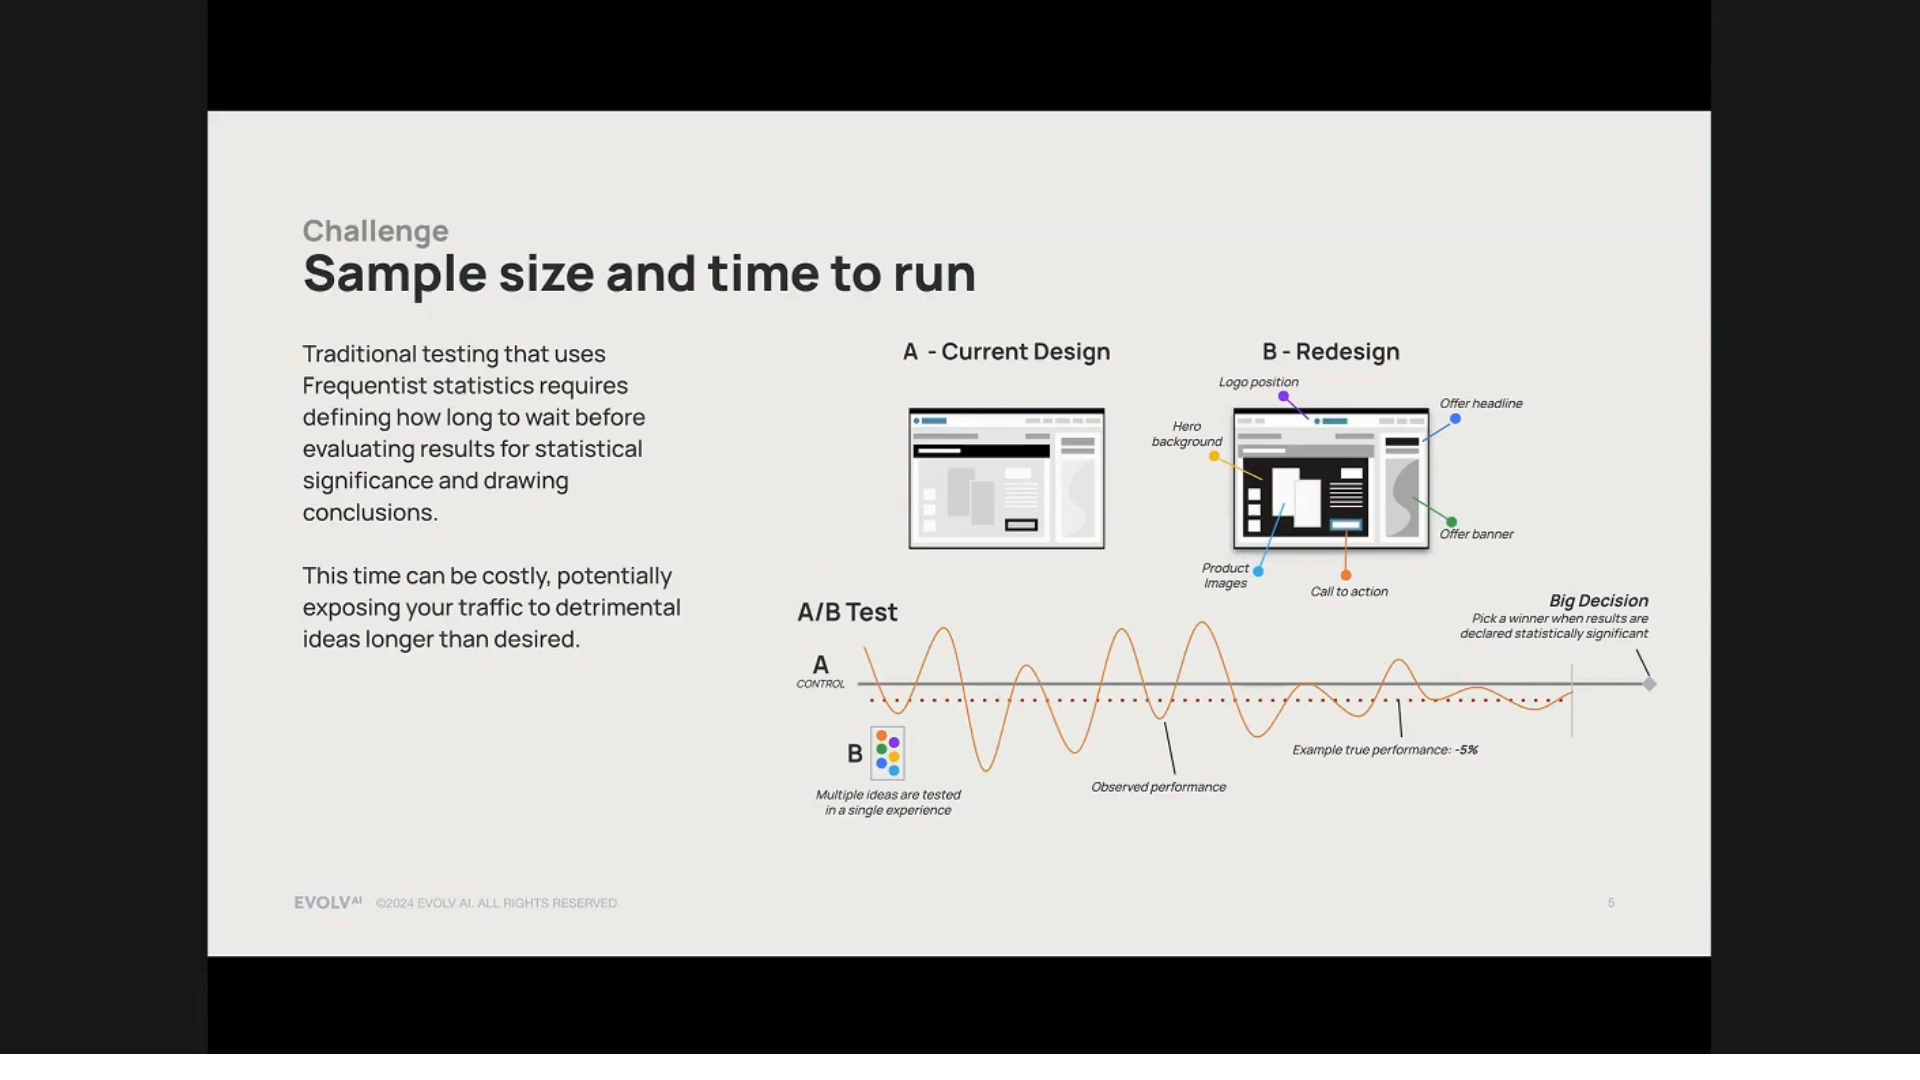 Challenge
Sample size and time to run
Traditional testing that uses
Frequentist statistics requires
defining how long to wait before
evaluating results for statistical
significance and drawing
conclusions.
This time can be costly, potentially
exposing your traffic to detrimental
ideas longer than desired.
A - Current Design
B - Redesign
Logo position
Offer headline
Hero
background
Offer banner
Product
Images
Call to action
A/B Test
Big Decision
Pick a winner when results are
declared statistically significant
A
CONTROL
B
Example true performance: -5%
Observed performance
Multiple ideas are tested
in a single experience
EVOLV AI ©2024 EVOLV AI. ALL RIGHTS RESERVED
5